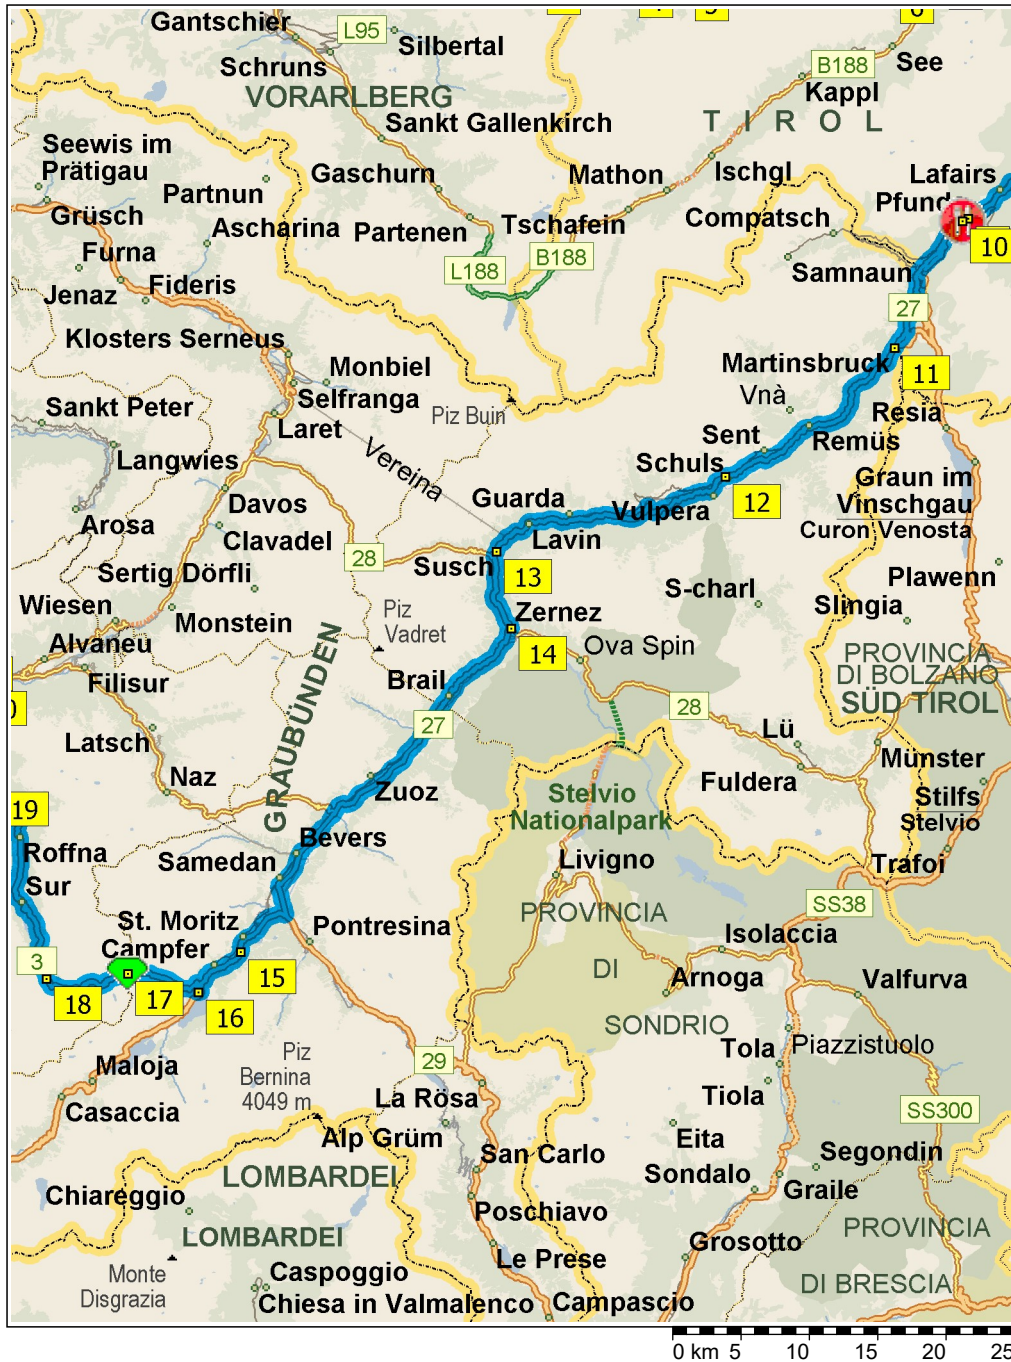 6
Gantschier
L95
Silbertal
Schruns
B188
See
VORARLBERG
Kappl
TIROL
Sankt Gallenkirch
Seewis im
Prätigau
Gaschurn
Mathon
Ischgl
Lafairs
Partnun
Pfund
Grüsch
Ascharina
Partenen
Tschafein
Compatsch
10
Furna
L188
B188
Samnaun
Jenaz
Fideris
27
Klosters Serneus
Monbiel
Martinsbruck
11
Selfranga
Vnà
Sankt Peter
Piz Buin
Resia
Laret
Sent
Remüs
Langwies
Vereina
Schuls
Graun im
Vinschgau
Davos
Guarda
Vulpera
12
Curon Venosta
Arosa
Clavadel
Lavin
28
Susch
13
Sertig Dörfli
S-charl
Plawenn
Wiesen
Monstein
Piz
Vadret
Zernez
Slingia
Alvaneu
14
Ova Spin
PROVINCIA
DI BOLZANO
Filisur
Brail
SÜD TIROL
GRAUBÜNDEN
27
28
Latsch
Lü
Münster
Naz
Zuoz
Fuldera
Stilfs
Stelvio
Stelvio
Nationalpark
19
Roffna
Bevers
Samedan
Livigno
Trafoi
Sur
SS38
St. Moritz
Pontresina
PROVINCIA
Campfer
Isolaccia
3
15
DI
Arnoga
Valfurva
18
17
16
SONDRIO
Tola
Piazzistuolo
Maloja
Piz
Bernina
4049 m
29
Tiola
Casaccia
La Rösa
SS300
Alp Grüm
Eita
San Carlo
Segondin
LOMBARDEI
Sondalo
Graile
Chiareggio
Poschiavo
PROVINCIA
LOMBARDEI
Grosotto
Monte
Disgrazia
Le Prese
Caspoggio
DI BRESCIA
Chiesa in Valmalenco
Campascio
0 km 5 10 15 20 25